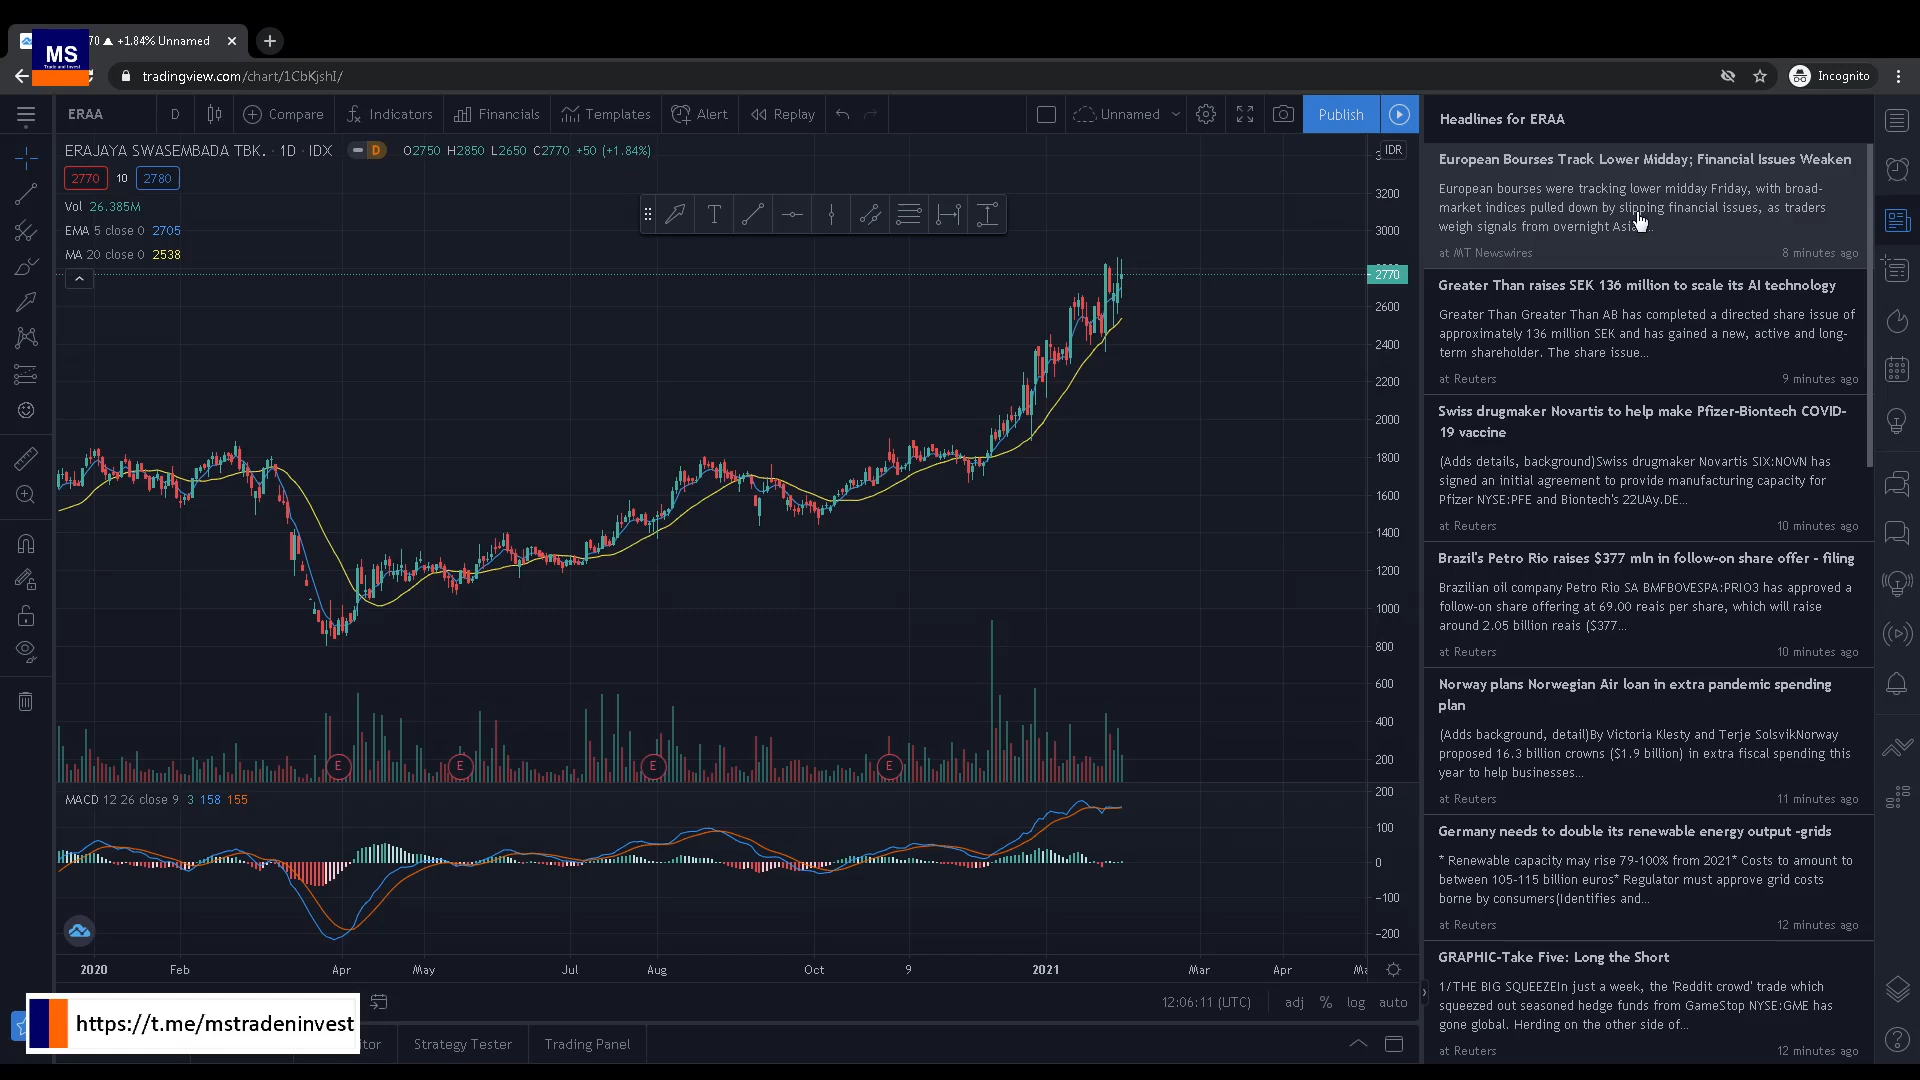 MS
Trade and Invest
70 ▲ +1.84% Unnamed
tradingview.com/chart/1CbKjshI/
Incognito
ERAA
D
Compare
Indicators
Financials
Templates
Alert
Replay
Unnamed
Publish
ERAJAYA SWASEMBADA TBK. · 1D · IDX
D
O2750 H2850 L2650 C2770 +50 (+1.84%)
2770
10
2780
Vol 26.385M
EMA 5 close 0 2705
MA 20 close 0 2538
T
IDR
3200
3000
2770
2600
2400
2200
2000
1800
1600
1400
1200
1000
800
600
400
200
E
E
E
E
MACD 12 26 close 9 3 158 155
200
100
0
-100
-200
2020
Feb
Apr
May
Jul
Aug
Oct
9
2021
Mar
Apr
12:06:11 (UTC)
adj
%
log
auto
https://t.me/mstradeninvest
itor
Strategy Tester
Trading Panel
Headlines for ERAA
European Bourses Track Lower Midday; Financial Issues Weaken
European bourses were tracking lower midday Friday, with broad-
market indices pulled down by slipping financial issues, as traders
weigh signals from overnight Asia...
at MT Newswires
8 minutes ago
Greater Than raises SEK 136 million to scale its AI technology
Greater Than Greater Than AB has completed a directed share issue of
approximately 136 million SEK and has gained a new, active and long-
term shareholder. The share issue...
at Reuters
9 minutes ago
Swiss drugmaker Novartis to help make Pfizer-Biontech COVID-
19 vaccine
(Adds details, background)Swiss drugmaker Novartis SIX:NOVN has
signed an initial agreement to provide manufacturing capacity for
Pfizer NYSE:PFE and Biontech's 22UAy.DE...
at Reuters
10 minutes ago
Brazil's Petro Rio raises $377 mln in follow-on share offer - filing
Brazilian oil company Petro Rio SA BMFBOVESPA:PRIO3 has approved a
follow-on share offering at 69.00 reais per share, which will raise
around 2.05 billion reais ($377...
at Reuters
10 minutes ago
Norway plans Norwegian Air loan in extra pandemic spending
plan
(Adds background, detail)By Victoria Klesty and Terje SolsvikNorway
proposed 16.3 billion crowns ($1.9 billion) in extra fiscal spending this
year to help businesses...
at Reuters
11 minutes ago
Germany needs to double its renewable energy output -grids
* Renewable capacity may rise 79-100% from 2021* Costs to amount to
between 105-115 billion euros* Regulator must approve grid costs
borne by consumers(Identifies and...
at Reuters
12 minutes ago
GRAPHIC-Take Five: Long the Short
1/THE BIG SQUEEZEIn just a week, the 'Reddit crowd' trade which
squeezed out seasoned hedge funds from GameStop NYSE:GME has
gone global. Herding on the other side of...
at Reuters
12 minutes ago